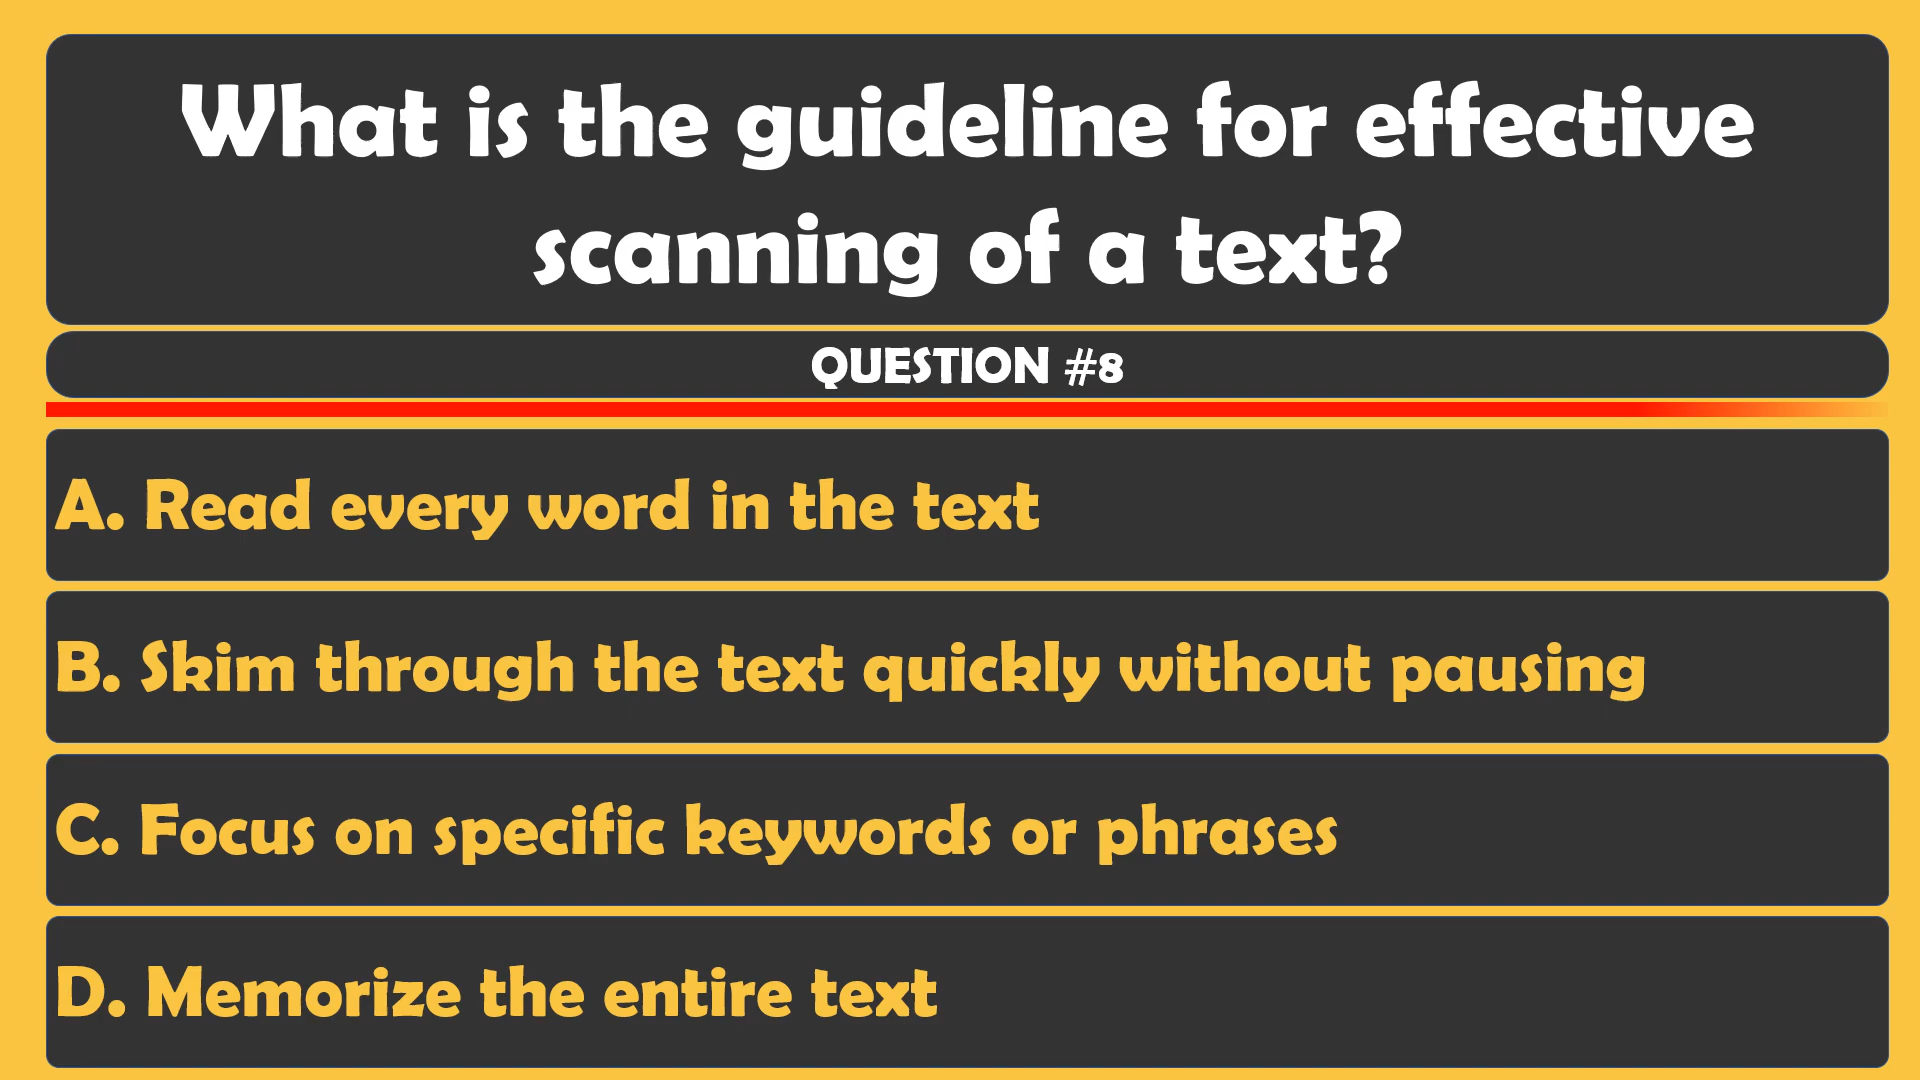 What is the guideline for effective
scanning of a text?
QUESTION #8
A. Read every word in the text
B. Skim through the text quickly without pausing
C. Focus on specific keywords or phrases
D. Memorize the entire text